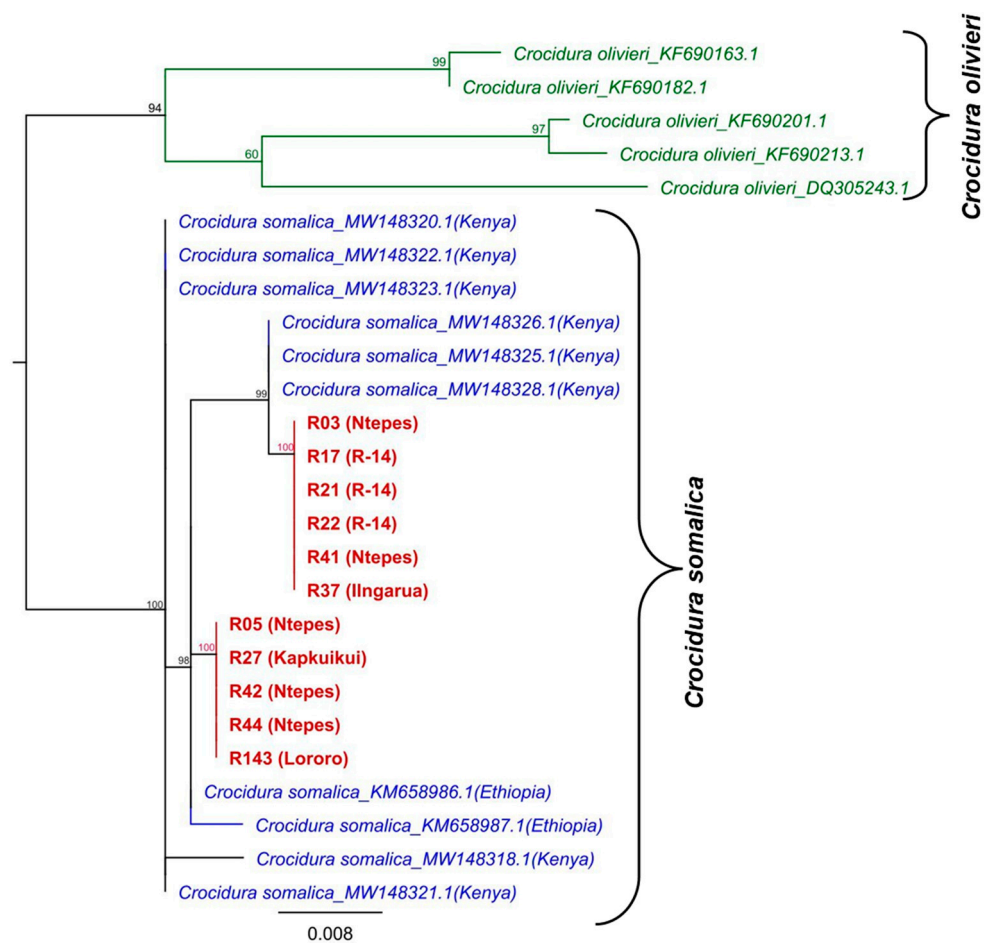 Crocidura olivieri_KF690163.1
99
Crocidura olivieri_KF690182.1
Crocidura olivieri
94
Crocidura olivieri_KF690201.1
97
Crocidura olivieri_KF690213.1
60
Crocidura olivieri_DQ305243.1
Crocidura somalica_MW148320.1(Kenya)
Crocidura somalica_MW148322.1(Kenya)
Crocidura somalica_MW148323.1(Kenya)
Crocidura somalica_MW148326.1(Kenya)
Crocidura somalica_MW148325.1(Kenya)
Crocidura somalica_MW148328.1(Kenya)
99
R03 (Ntepes)
100
R17 (R-14)
R21 (R-14)
R22 (R-14)
R41 (Ntepes)
R37 (IIngarua)
Crocidura somalica
100
R05 (Ntepes)
100
R27 (Kapkuikui)
98
R42 (Ntepes)
R44 (Ntepes)
R143 (Lororo)
Crocidura somalica_KM658986.1(Ethiopia)
Crocidura somalica_KM658987.1(Ethiopia)
Crocidura somalica_MW148318.1(Kenya)
Crocidura somalica_MW148321.1(Kenya)
0.008